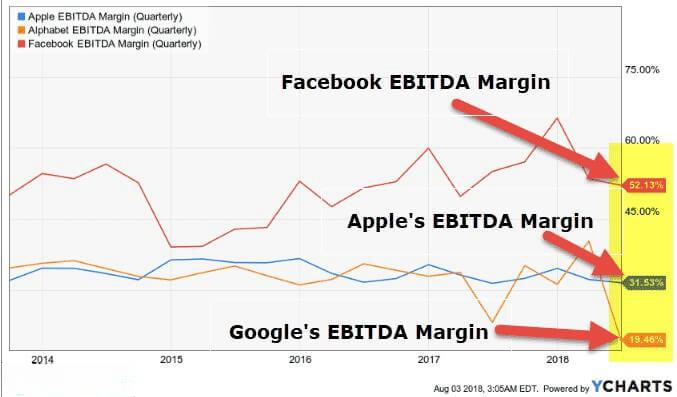 Apple EBITDA Margin (Quarterly)
Alphabet EBITDA Margin (Quarterly)
Facebook EBITDA Margin (Quarterly)
75.00%
Facebook EBITDA Margin
60.00%
52.13%
45.00%
Apple's EBITDA Margin
31.53%
Google's EBITDA Margin
19.46%
2014 2015 2016 2017 2018
Aug 03 2018, 3:05AM EDT. Powered by YCHARTS